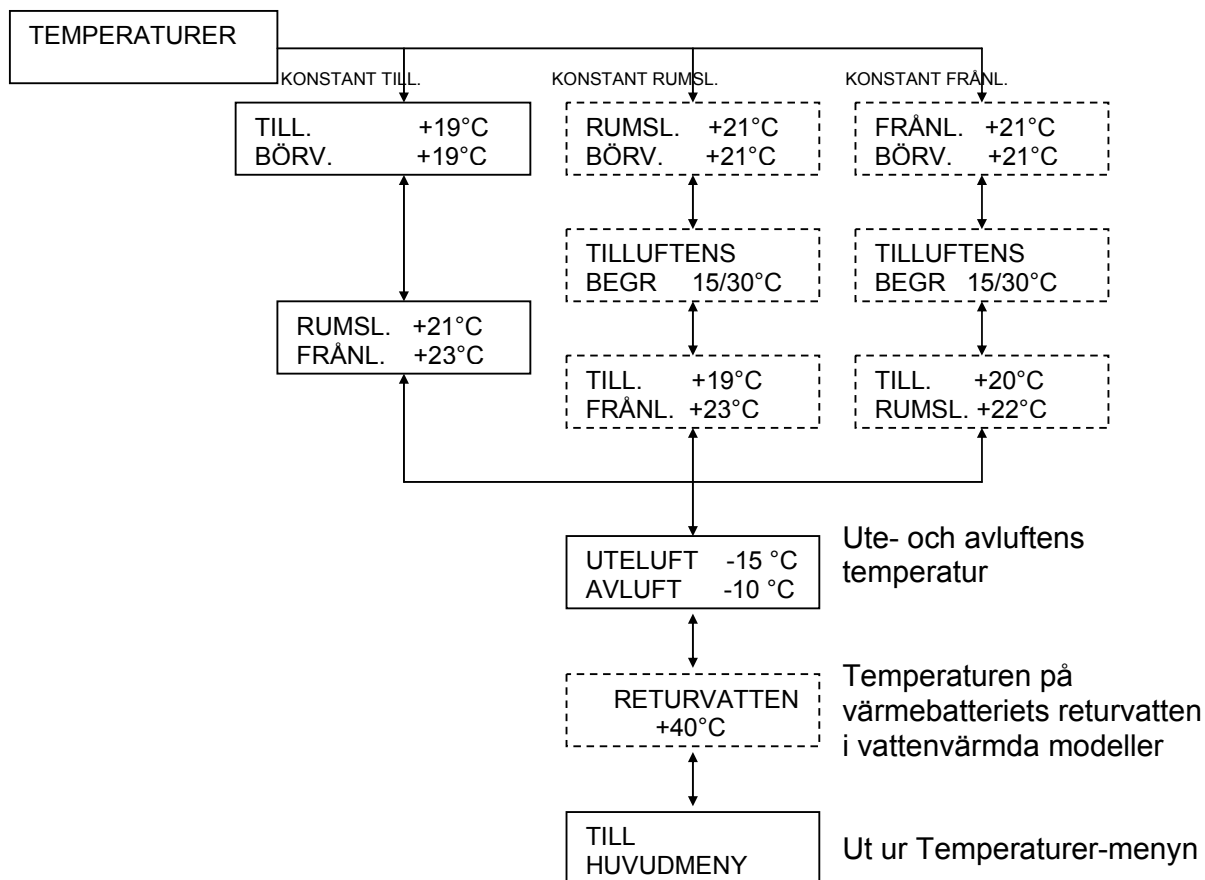 TEMPERATURER
KONSTANT TILL.
KONSTANT RUMSL.
KONSTANT FRÅNL.
TILL. +19°C
BÖRV. +19°C
RUMSL. +21°C
BÖRV. +21°C
FRÅNL. +21°C
BÖRV. +21°C
TILLUFTENS
BEGR 15/30°C
TILLUFTENS
BEGR 15/30°C
RUMSL. +21°C
FRÅNL. +23°C
TILL. +19°C
FRÅNL. +23°C
TILL. +20°C
RUMSL. +22°C
UTELUFT -15 °C
AVLUFT -10 °C
Ute- och avluftens
temperatur
RETURVATTEN
+40°C
Temperaturen på
värmebatteriets returvatten
i vattenvärmda modeller
TILL
HUVUDMENY
Ut ur Temperaturer-menyn